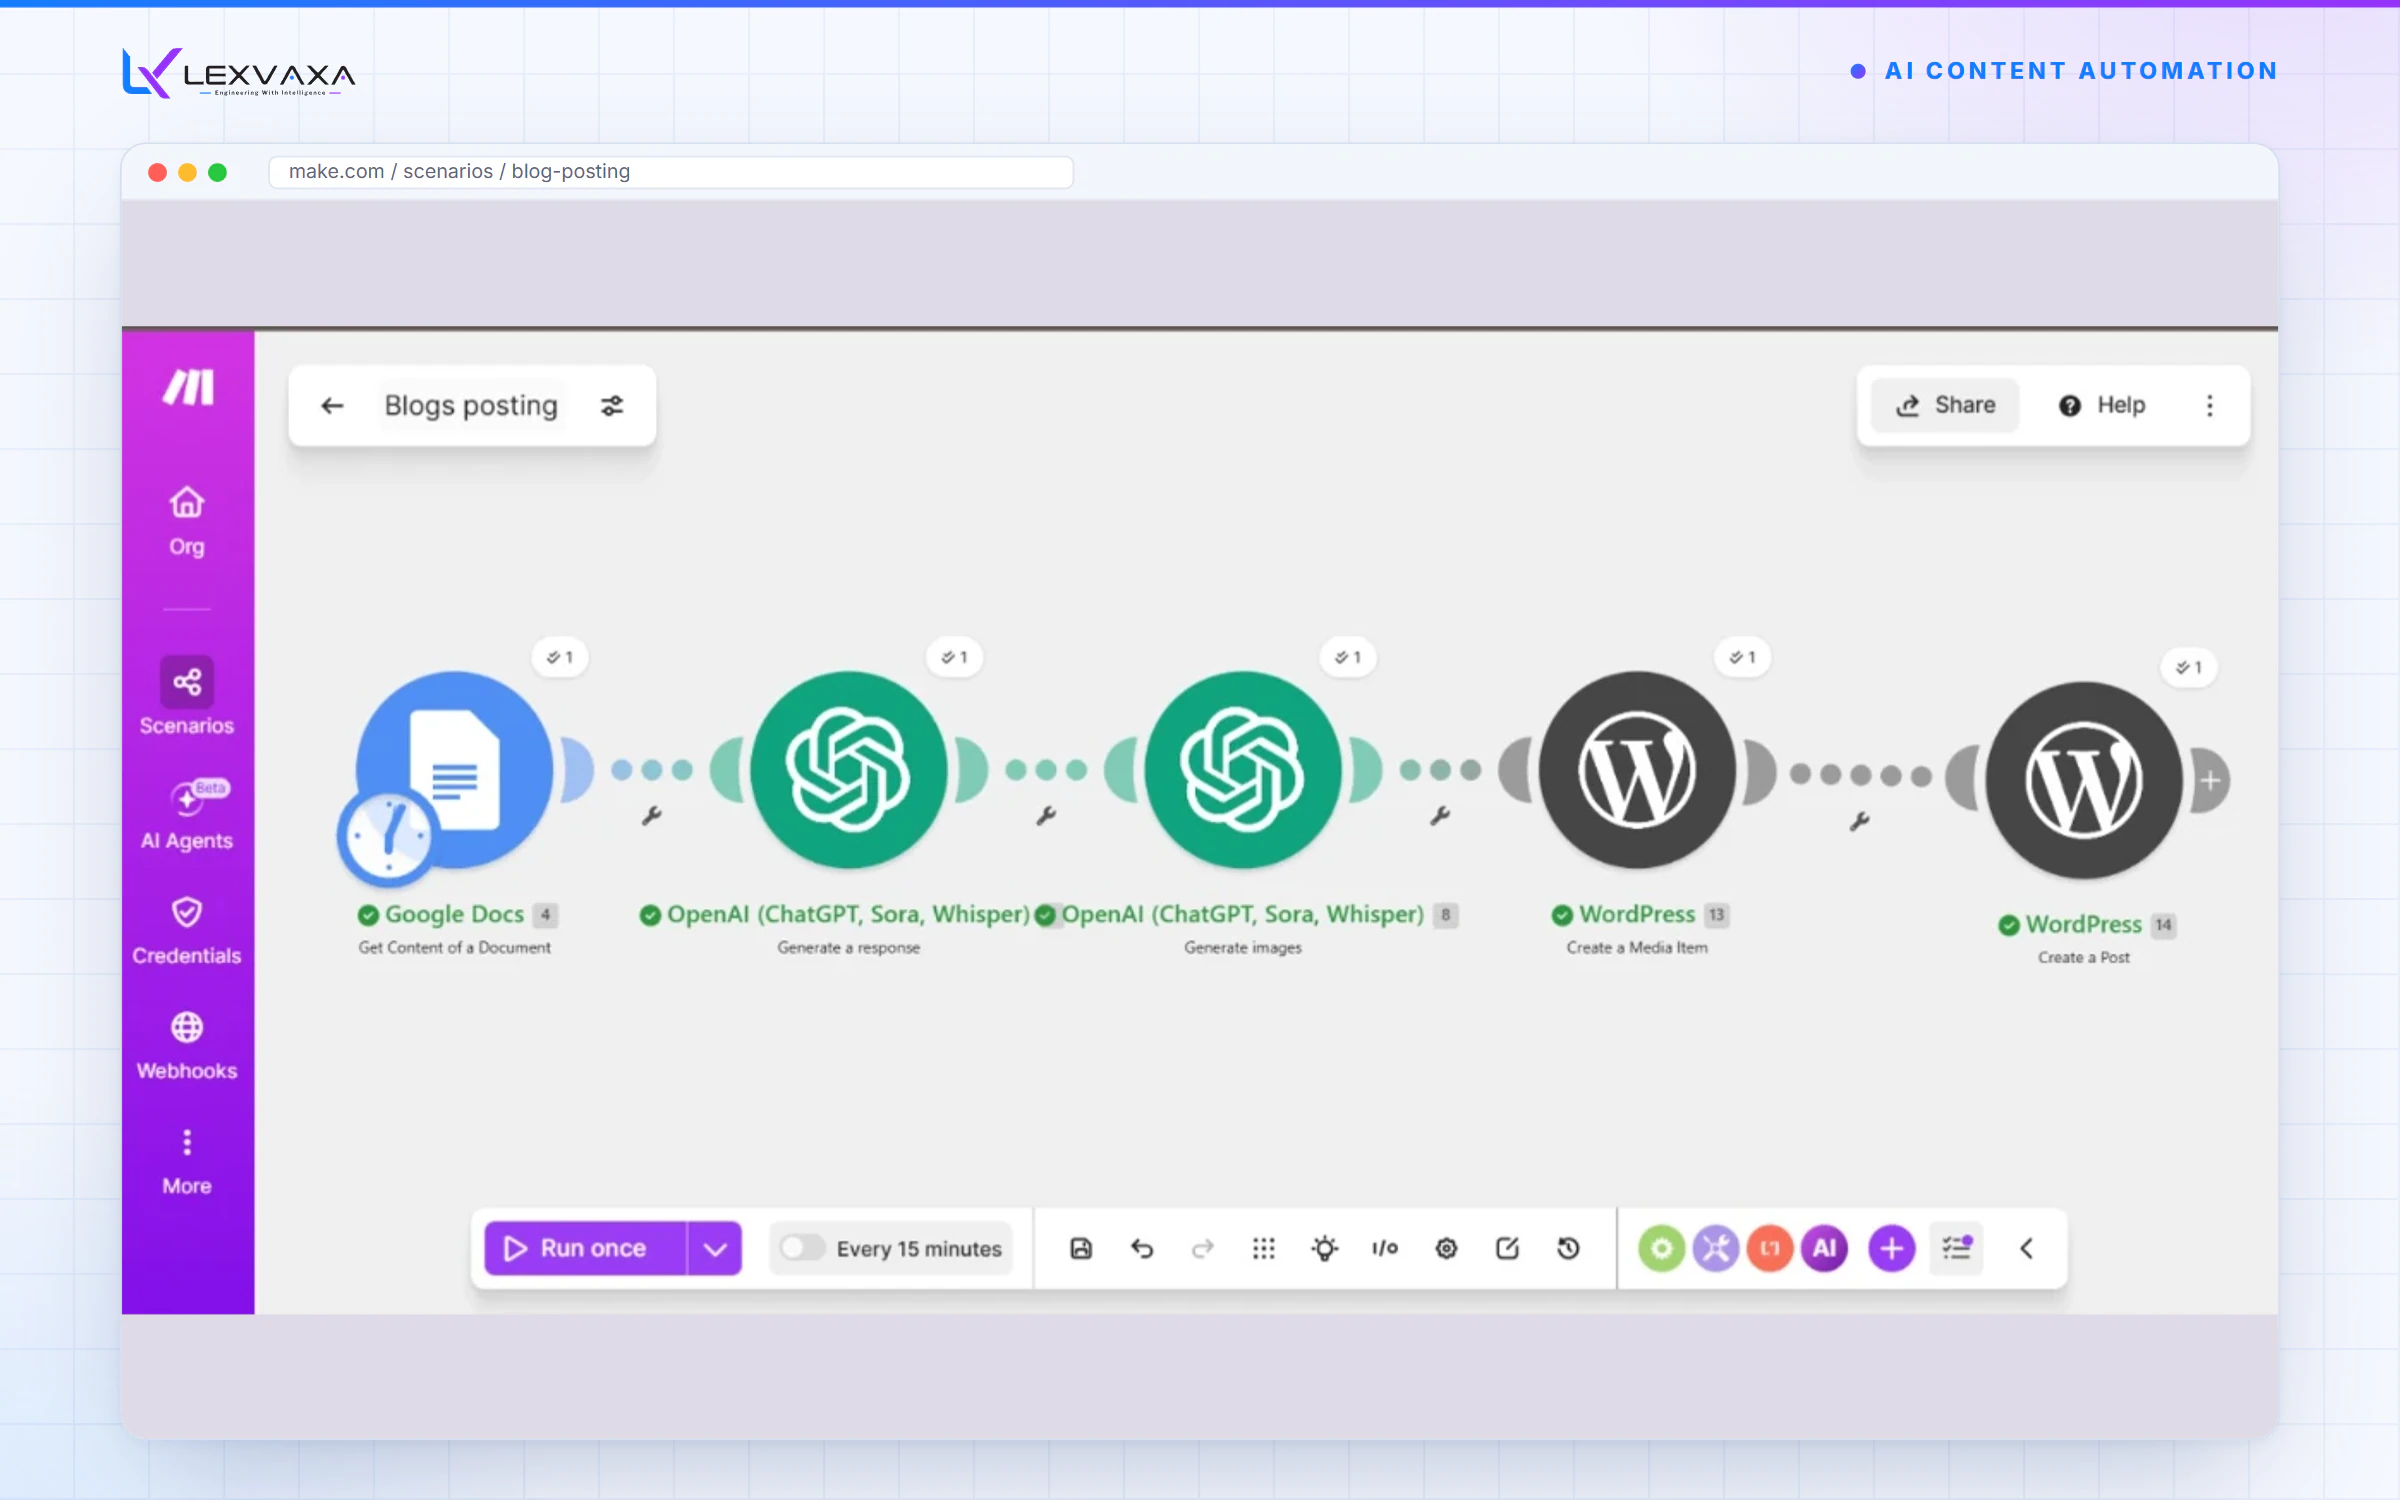 LEXVAXA
Engineering With Intelligence
AI CONTENT AUTOMATION
make.com / scenarios / blog-posting
Blogs posting
Share
Help
Org
Scenarios
Beta
AI Agents
Credentials
Webhooks
More
1
1
1
1
1
Google Docs 4
Get Content of a Document
OpenAI (ChatGPT, Sora, Whisper)
Generate a response
OpenAI (ChatGPT, Sora, Whisper) 8
Generate images
WordPress 13
Create a Media Item
WordPress 14
Create a Post
Run once
Every 15 minutes
I/O
AI